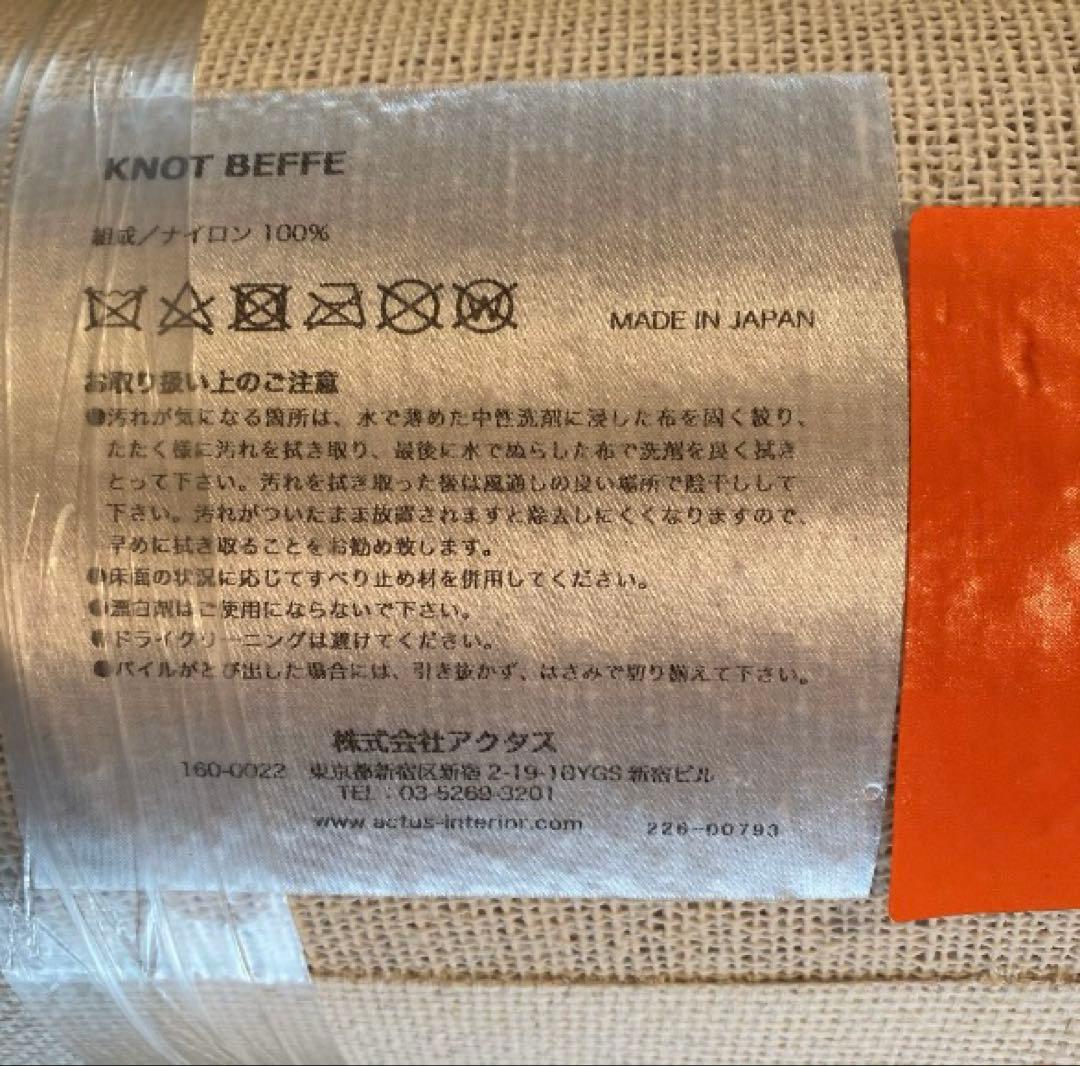 KNOT BEFFE
組成/ナイロン 100%
W
MADE IN JAPAN
お取り扱い上のご注意
●汚れが気になる箇所は、水で薄めた中性洗剤に浸した布を固く絞り、
たたく様に汚れを拭き取り、最後に水でぬらした布で洗剤を良く拭き
とって下さい。汚れを拭き取った後は風通しの良い場所で陰干しして
下さい。汚れがついたまま放置されますと除去しにくくなりますので、
早めに拭き取ることをお勧め致します。
●床面の状況に応じてすべり止め材を併用してください。
●漂白剤はご使用にならないで下さい。
●ドライクリーニングは避けてください。
●パイルがとび出した場合には、引き抜かず、はさみで切り揃えて下さい。
株式会社アクタス
160-0022 東京都新宿区新宿 2-19-1BYGS 新宿ビル
TEL：03-5269-3201
www.actus-interior.com
226-00793